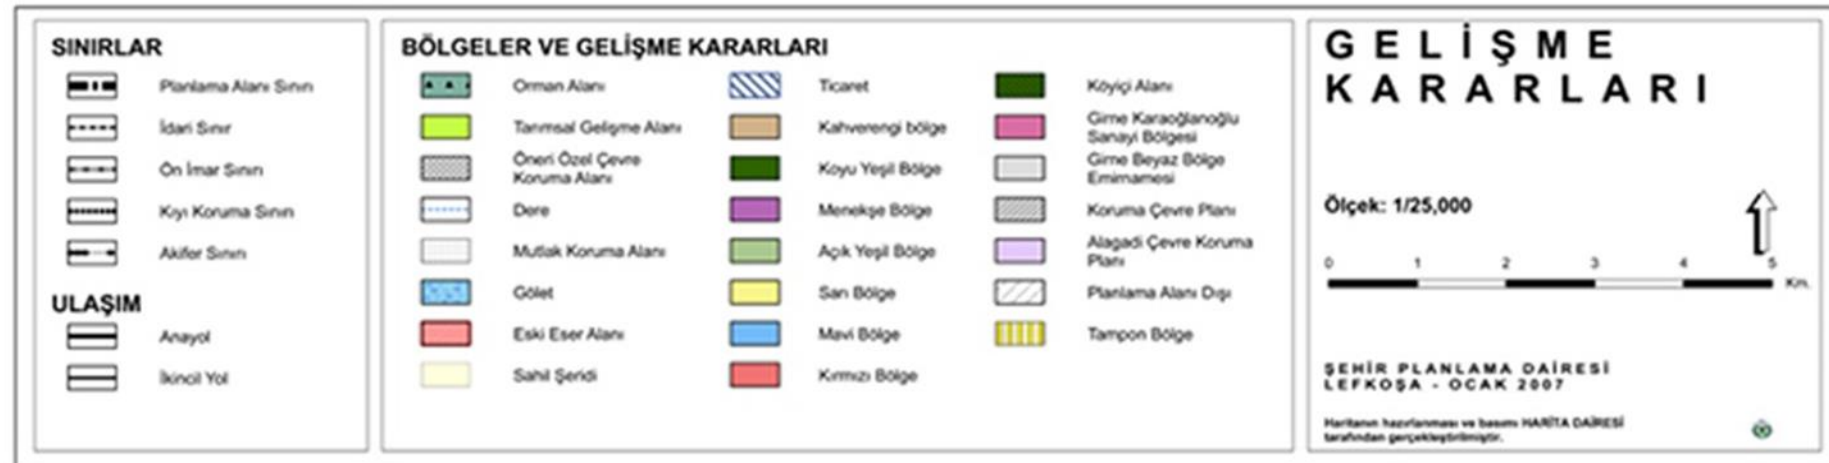 SINIRLAR
Planlama Alanı Sınırı
İdari Sınır
Ön İmar Sınırı
Kıyı Koruma Sınırı
Akifer Sınırı
ULAŞIM
Anayol
İkincil Yol
BÖLGELER VE GELİŞME KARARLARI
Orman Alanı
Tarımsal Gelişme Alanı
Öneri Özel Çevre
Koruma Alanı
Dere
Mutlak Koruma Alanı
Gölet
Eski Eser Alanı
Sahil Şeridi
Ticaret
Kahverengi bölge
Koyu Yeşil Bölge
Menekşe Bölge
Açık Yeşil Bölge
Sarı Bölge
Mavi Bölge
Kırmızı Bölge
Köyiçi Alanı
Girne Karaoğlanoğlu
Sanayi Bölgesi
Girne Beyaz Bölge
Emirnamesi
Koruma Çevre Planı
Alagadi Çevre Koruma
Planı
Planlama Alanı Dışı
Tampon Bölge
GELİŞME
KARARLARI
Ölçek: 1/25,000
0 1 2 3 4 5
Km.
ŞEHİR PLANLAMA DAİRESİ
LEFKOŞA - OCAK 2007
Haritanın hazırlanması ve basımı HARİTA DAİRESİ
tarafından gerçekleştirilmiştir.